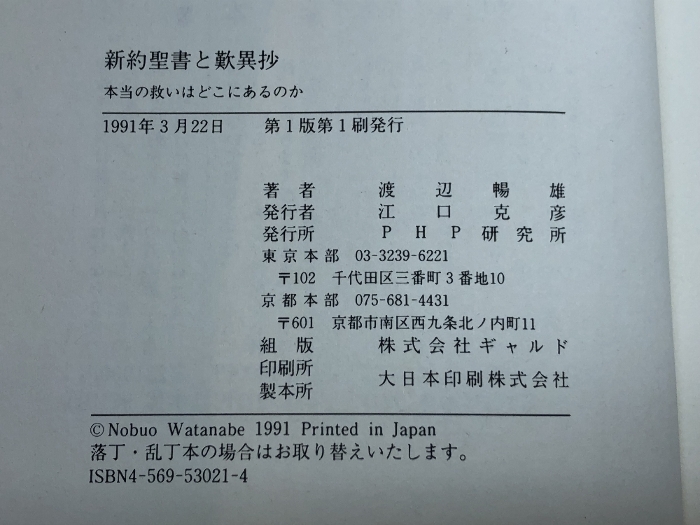 新約聖書と歎異抄
本当の救いはどこにあるのか
1991年3月22日　第1版第1刷発行
著者　渡辺暢雄
発行者　江口克彦
発行所　PHP研究所
東京本部　03-3239-6221
〒102　千代田区三番町3番地10
京都本部　075-681-4431
〒601　京都市南区西九条北ノ内町11
組版　株式会社ギャルド
印刷所
製本所　大日本印刷株式会社
©Nobuo Watanabe 1991 Printed in Japan
落丁・乱丁本の場合はお取り替えいたします。
ISBN4-569-53021-4